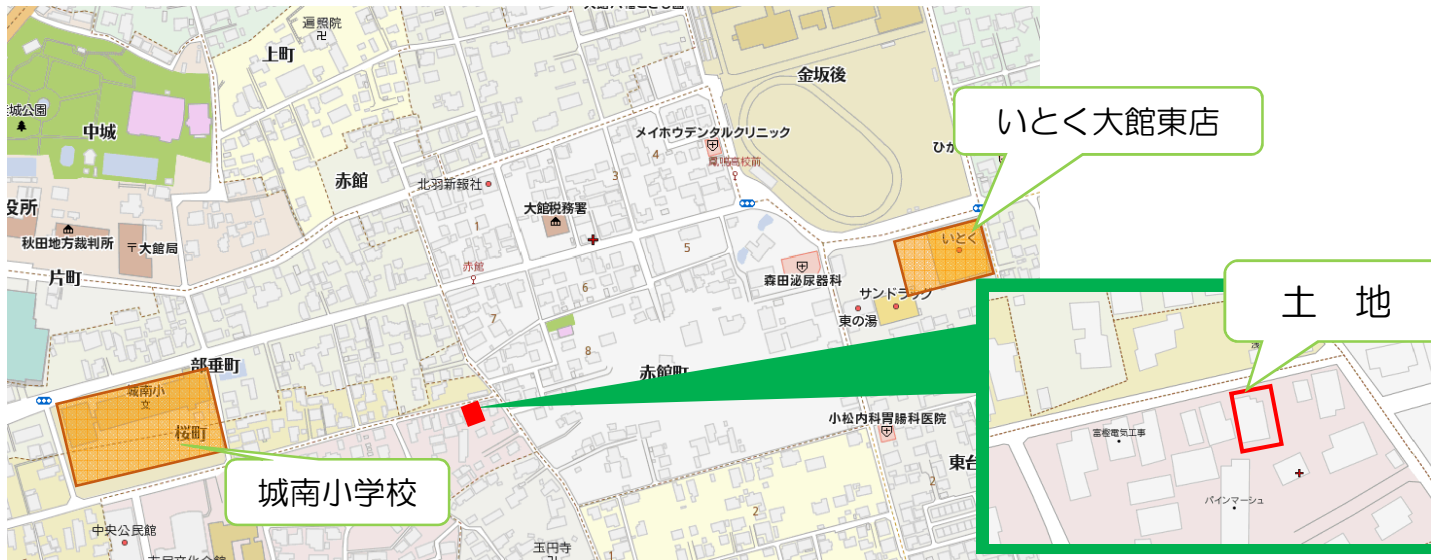 遍照院
上町
金坂後
いとく大館東店
中城
メイホウデンタルクリニック
鳳鳴高校前
赤館
4
3
北羽新報社
大館税務署
1
役所
秋田地方裁判所
〒大館局
5
いとく
片町
赤館
森田泌尿器科
6
サンドラッグ
土 地
7
東の湯
8
部垂町
赤館町
城南小
文
小松内科胃腸科医院
桜町
富樫電気工事
東台
城南小学校
2
パインマーシュ
中央公民館
2
玉円寺
1